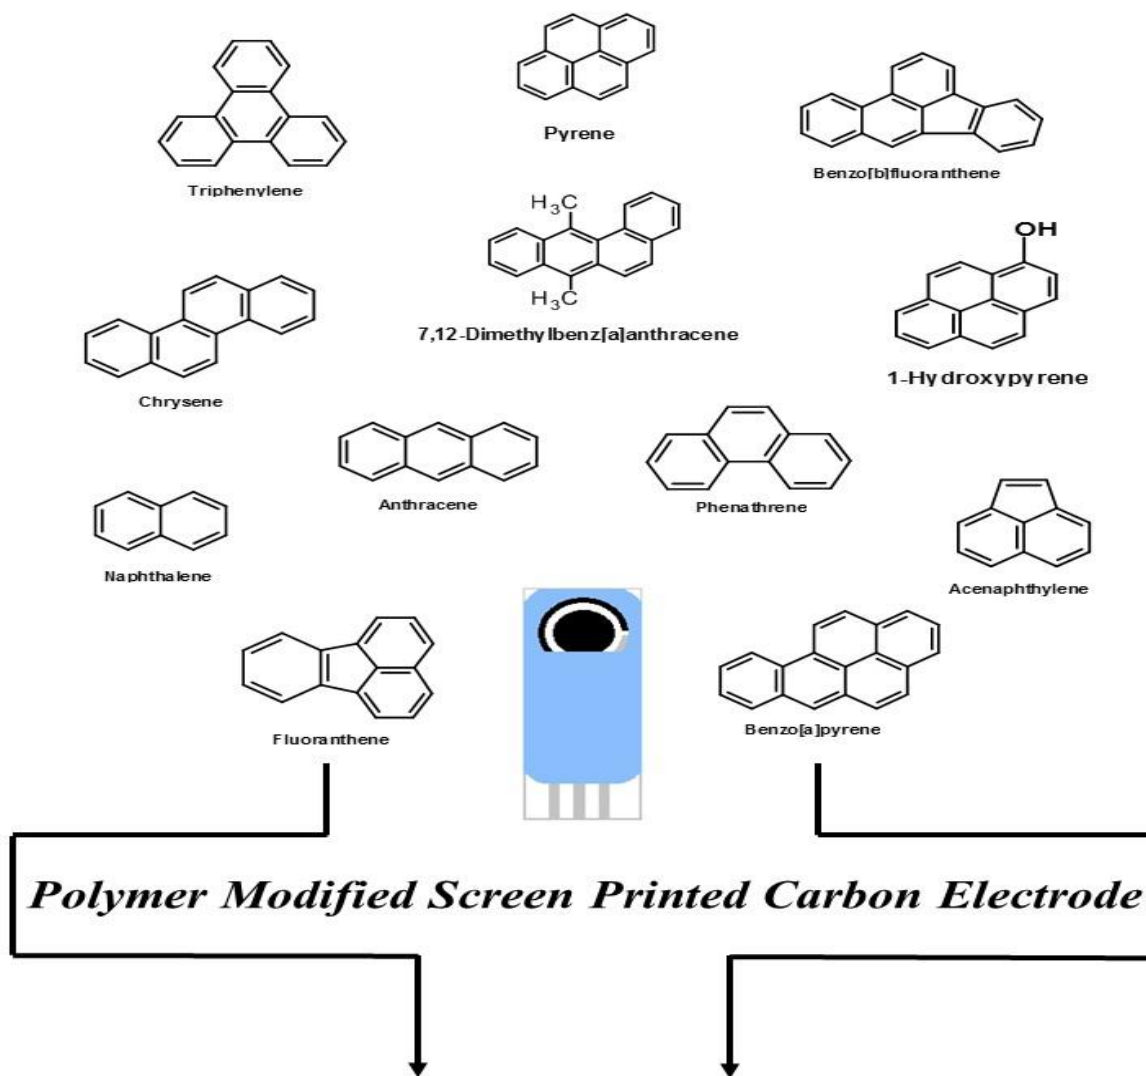 Pyrene
Triphenylene
Benzo[b]fluoranthene
H₃C
OH
H₃C
7,12-Dimethylbenz[a]anthracene
1-Hydroxypyrene
Chrysene
Anthracene
Phenathrene
Naphthalene
Acenaphthylene
Fluoranthene
Benzo[a]pyrene
Polymer Modified Screen Printed Carbon Electrode